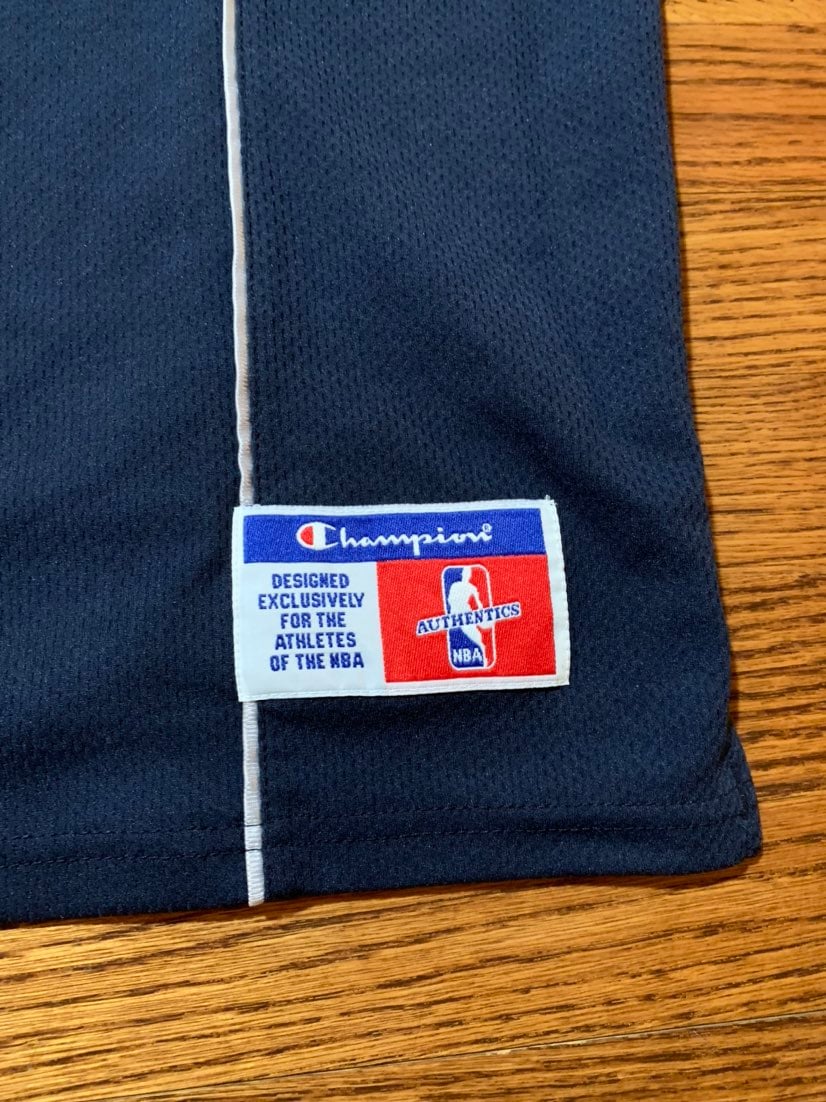 Champion®
DESIGNED
EXCLUSIVELY
FOR THE
ATHLETES
OF THE NBA
AUTHENTICS
NBA